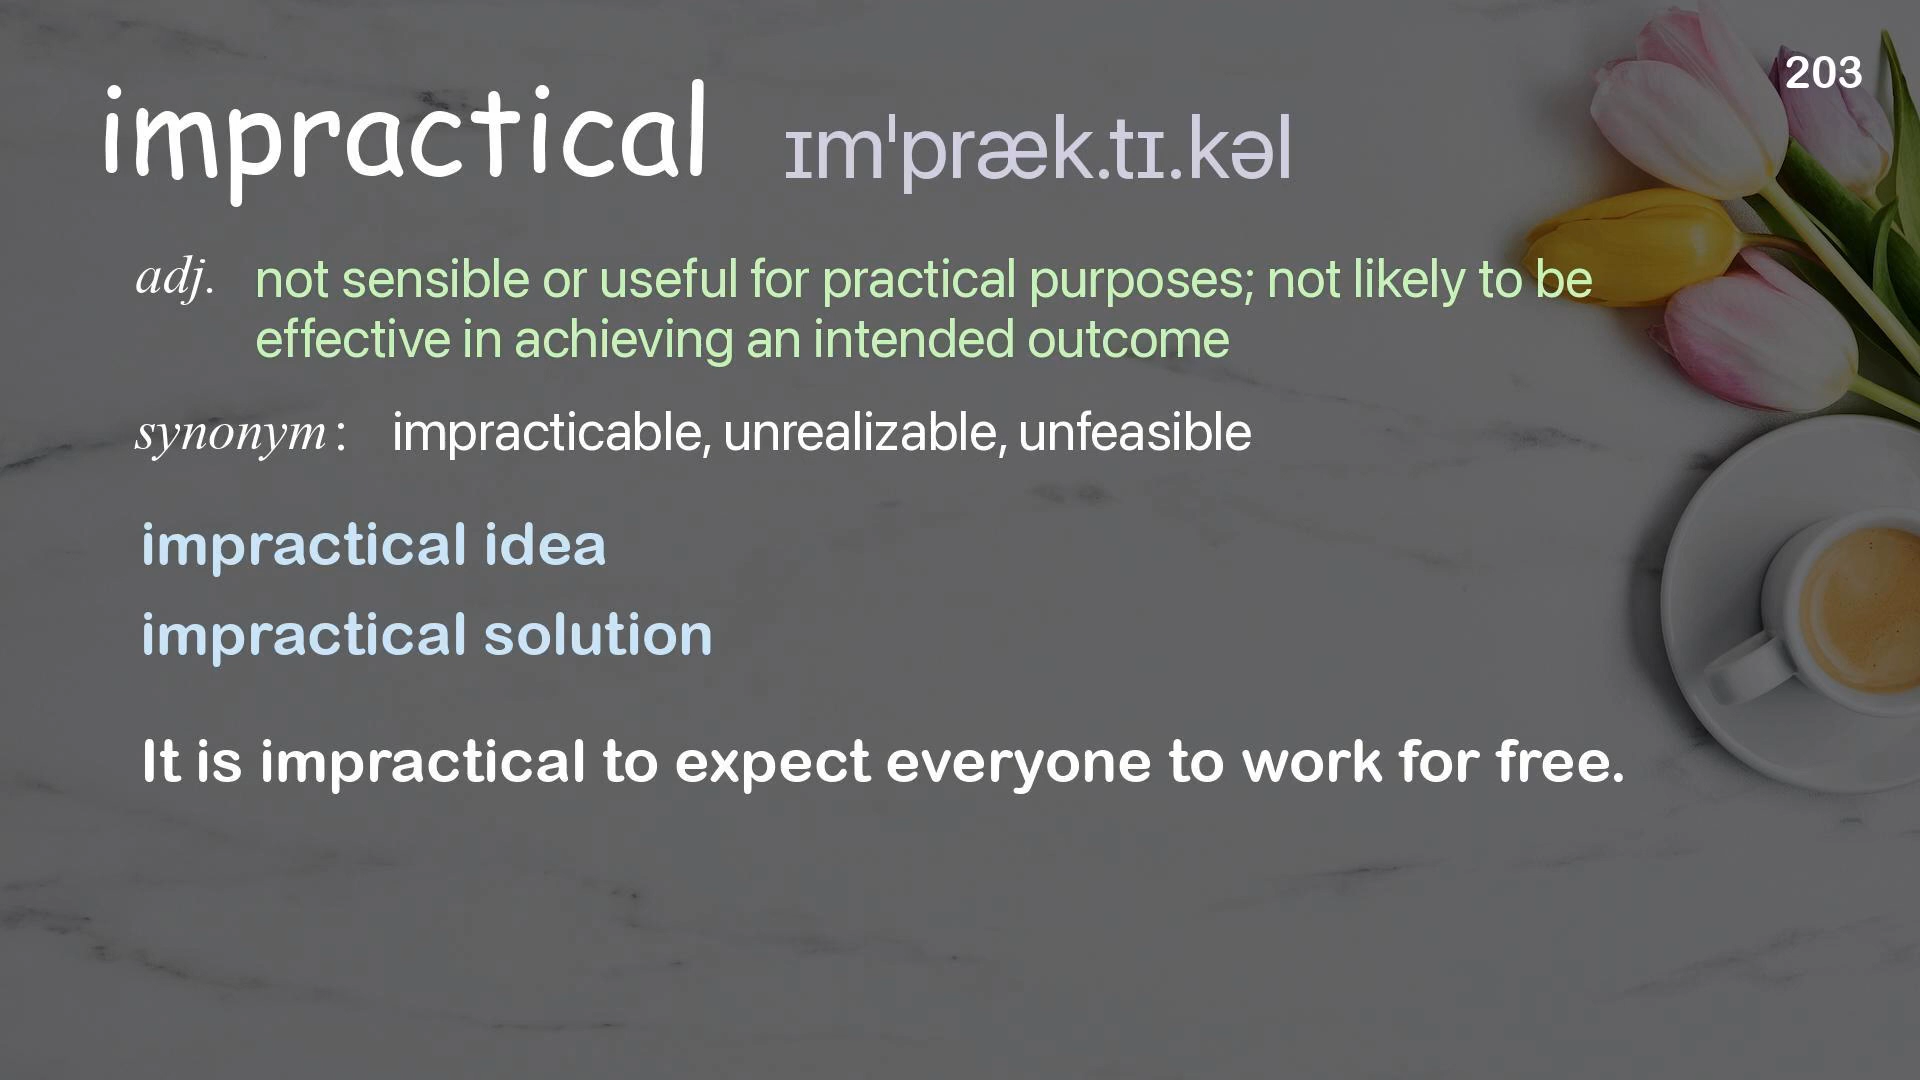 203
impractical ɪmˈpræk.tɪ.kəl
adj. not sensible or useful for practical purposes; not likely to be
effective in achieving an intended outcome
synonym: impracticable, unrealizable, unfeasible
impractical idea
impractical solution
It is impractical to expect everyone to work for free.